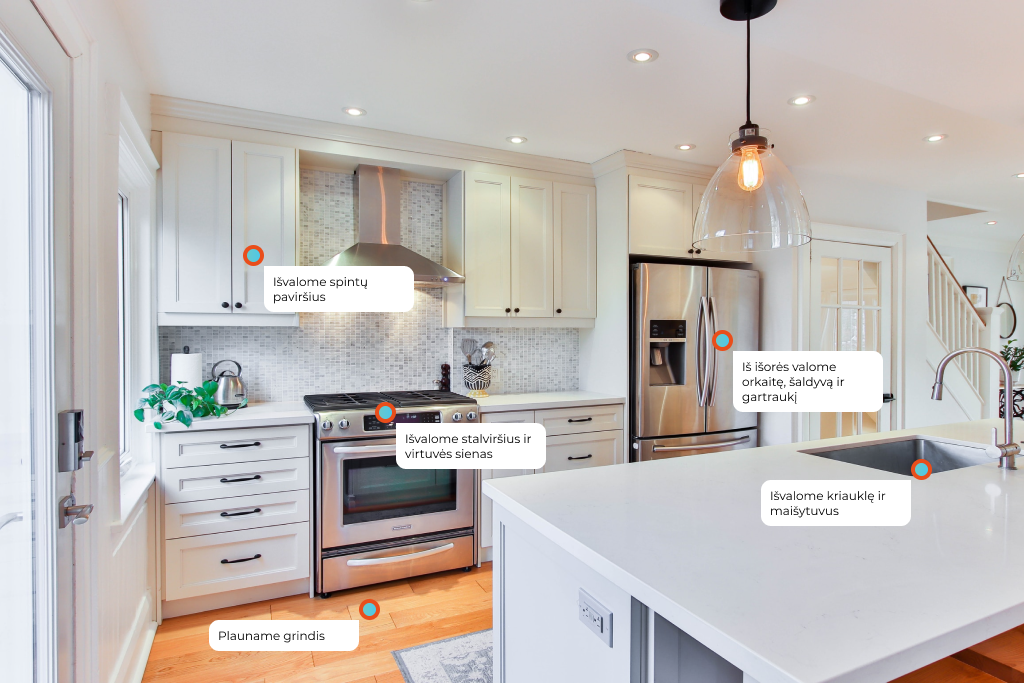 Išvalome spintų
paviršius
Iš išorės valome
orkaitę, šaldyvą ir
gartraukį
Išvalome stalviršius ir
virtuvės sienas
Išvalome kriauklę ir
maišytuvus
Plauname grindis